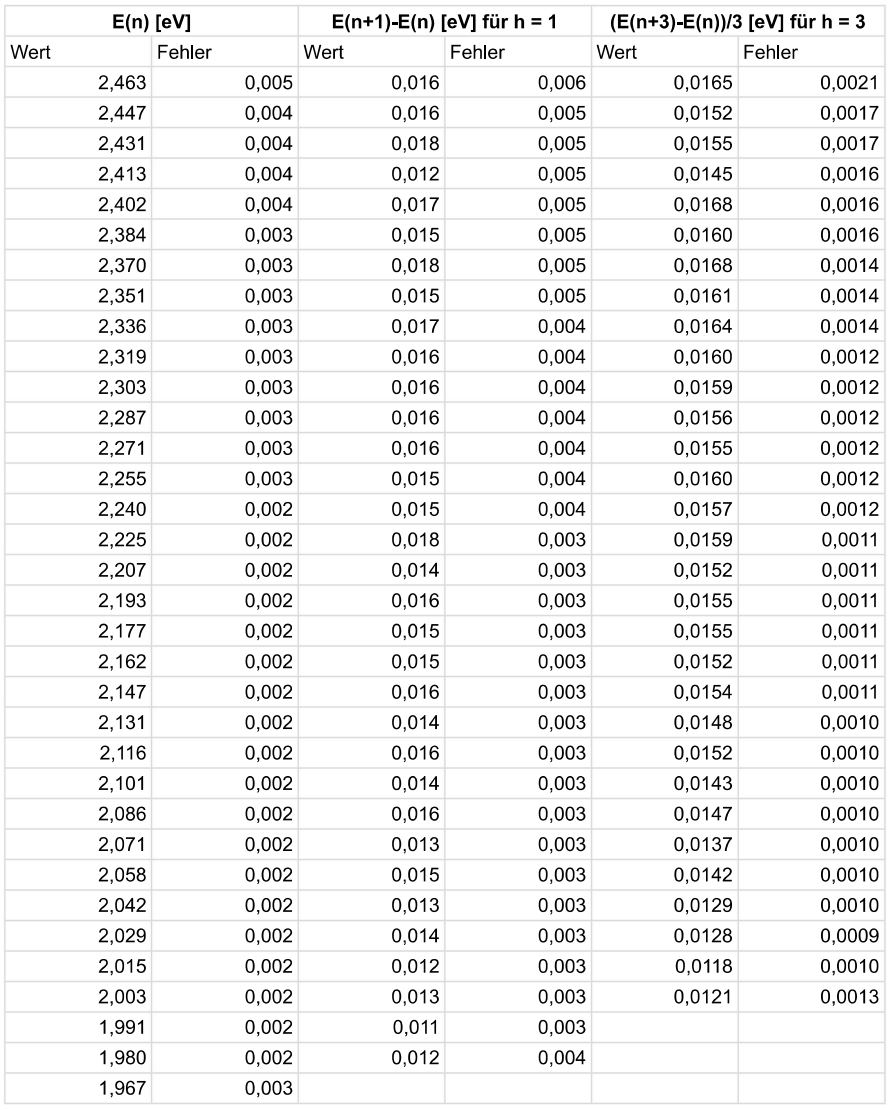 E(n) [eV] E(n+1)-E(n) [eV] für h = 1 (E(n+3)-E(n))/3 [eV] für h = 3
Wert Fehler Wert Fehler Wert Fehler
2,463 0,005 0,016 0,006 0,0165 0,0021
2,447 0,004 0,016 0,005 0,0152 0,0017
2,431 0,004 0,018 0,005 0,0155 0,0017
2,413 0,004 0,012 0,005 0,0145 0,0016
2,402 0,004 0,017 0,005 0,0168 0,0016
2,384 0,003 0,015 0,005 0,0160 0,0016
2,370 0,003 0,018 0,005 0,0168 0,0014
2,351 0,003 0,015 0,005 0,0161 0,0014
2,336 0,003 0,017 0,004 0,0164 0,0014
2,319 0,003 0,016 0,004 0,0160 0,0012
2,303 0,003 0,016 0,004 0,0159 0,0012
2,287 0,003 0,016 0,004 0,0156 0,0012
2,271 0,003 0,016 0,004 0,0155 0,0012
2,255 0,003 0,015 0,004 0,0160 0,0012
2,240 0,002 0,015 0,004 0,0157 0,0012
2,225 0,002 0,018 0,003 0,0159 0,0011
2,207 0,002 0,014 0,003 0,0152 0,0011
2,193 0,002 0,016 0,003 0,0155 0,0011
2,177 0,002 0,015 0,003 0,0155 0,0011
2,162 0,002 0,015 0,003 0,0152 0,0011
2,147 0,002 0,016 0,003 0,0154 0,0011
2,131 0,002 0,014 0,003 0,0148 0,0010
2,116 0,002 0,016 0,003 0,0152 0,0010
2,101 0,002 0,014 0,003 0,0143 0,0010
2,086 0,002 0,016 0,003 0,0147 0,0010
2,071 0,002 0,013 0,003 0,0137 0,0010
2,058 0,002 0,015 0,003 0,0142 0,0010
2,042 0,002 0,013 0,003 0,0129 0,0010
2,029 0,002 0,014 0,003 0,0128 0,0009
2,015 0,002 0,012 0,003 0,0118 0,0010
2,003 0,002 0,013 0,003 0,0121 0,0013
1,991 0,002 0,011 0,003
1,980 0,002 0,012 0,004
1,967 0,003